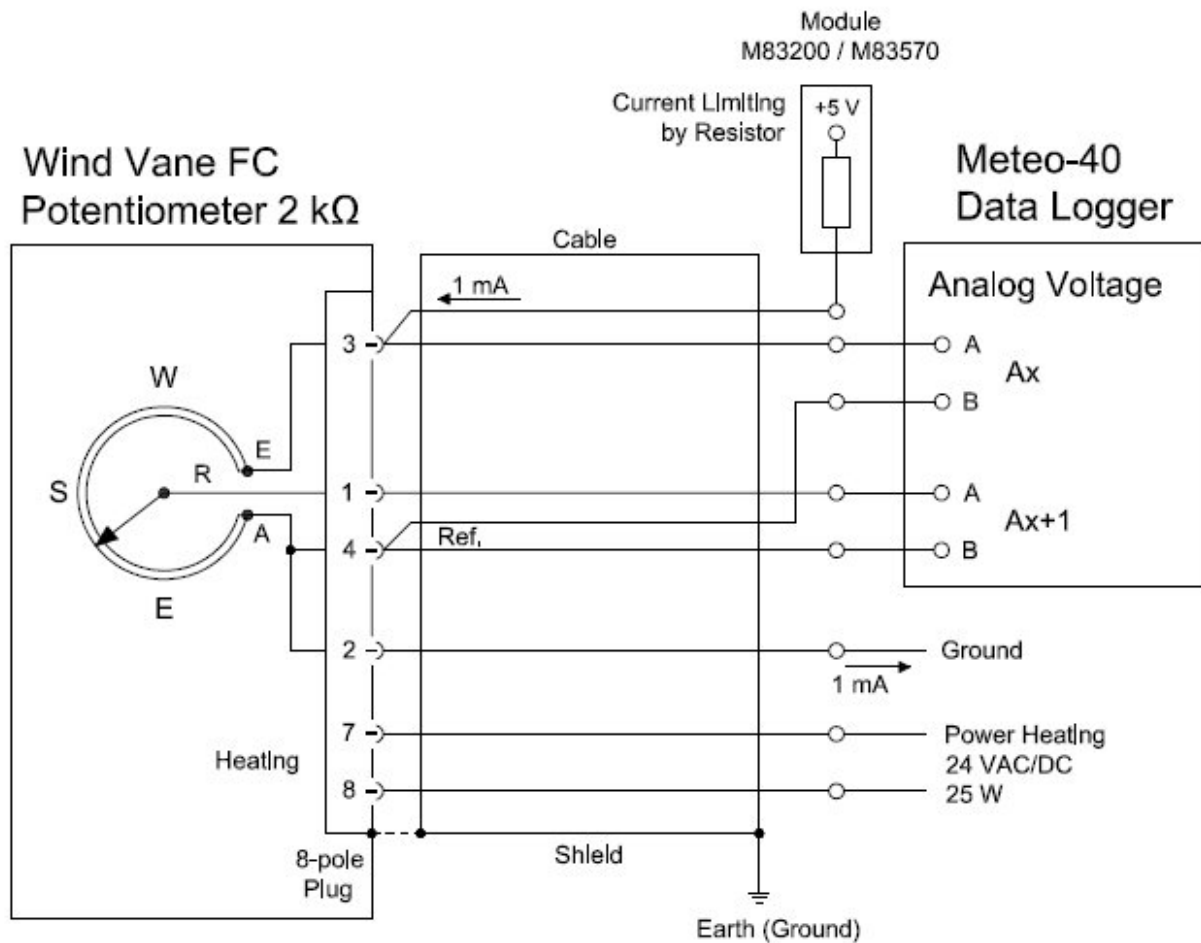 Module
M83200 / M83570
Current Limiting
by Resistor
+5 V
Wind Vane FC
Potentiometer 2 kΩ
Meteo-40
Data Logger
Cable
Analog Voltage
1 mA
3
A
Ax
B
W
E
S
R
1
A
Ax+1
A
4
Ref.
B
E
2
Ground
1 mA
7
Power Heating
Heating
24 VAC/DC
8
25 W
8-pole
Plug
Shield
Earth (Ground)